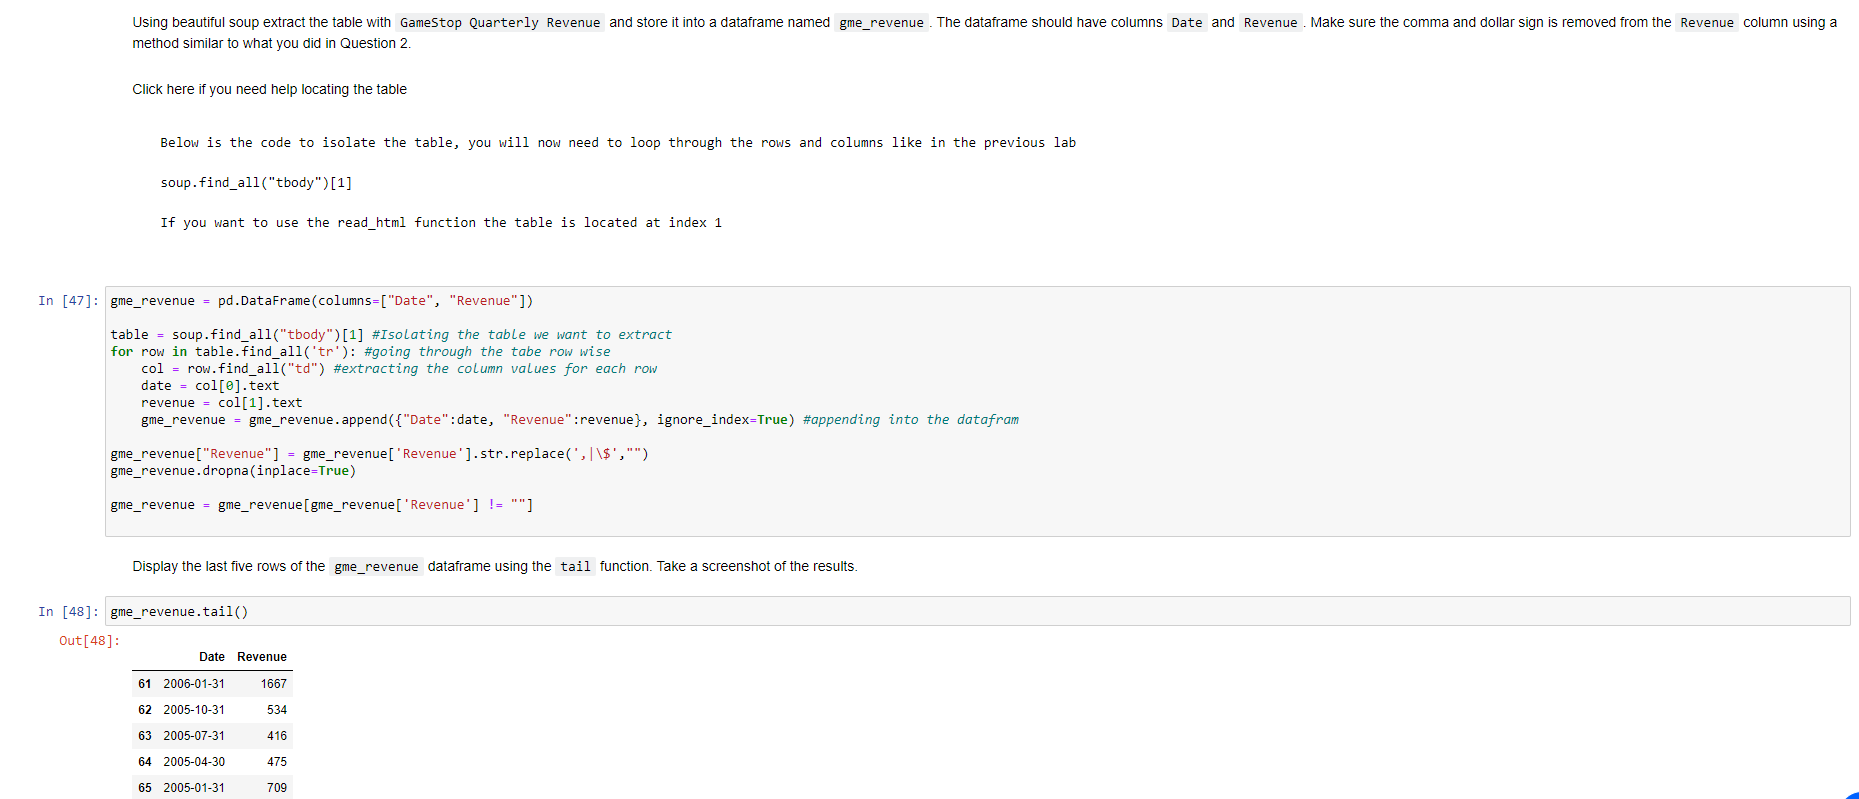 Using beautiful soup extract the table with GameStop Quarterly Revenue and store it into a dataframe named gme_revenue . The dataframe should have columns Date and Revenue . Make sure the comma and dollar sign is removed from the Revenue column using a
method similar to what you did in Question 2.
Click here if you need help locating the table
Below is the code to isolate the table, you will now need to loop through the rows and columns like in the previous lab
soup.find_all("tbody")[1]
If you want to use the read_html function the table is located at index 1
In [47]: gme_revenue = pd.DataFrame(columns=["Date", "Revenue"])
table = soup.find_all("tbody")[1] #Isolating the table we want to extract
for row in table.find_all('tr'): #going through the tabe row wise
    col = row.find_all("td") #extracting the column values for each row
    date = col[0].text
    revenue = col[1].text
    gme_revenue = gme_revenue.append({"Date":date, "Revenue":revenue}, ignore_index=True) #appending into the datafram
gme_revenue["Revenue"] = gme_revenue['Revenue'].str.replace(',|\$',"")
gme_revenue.dropna(inplace=True)
gme_revenue = gme_revenue[gme_revenue['Revenue'] != ""]
Display the last five rows of the gme_revenue dataframe using the tail function. Take a screenshot of the results.
In [48]: gme_revenue.tail()
Out[48]:
Date Revenue
61 2006-01-31 1667
62 2005-10-31 534
63 2005-07-31 416
64 2005-04-30 475
65 2005-01-31 709